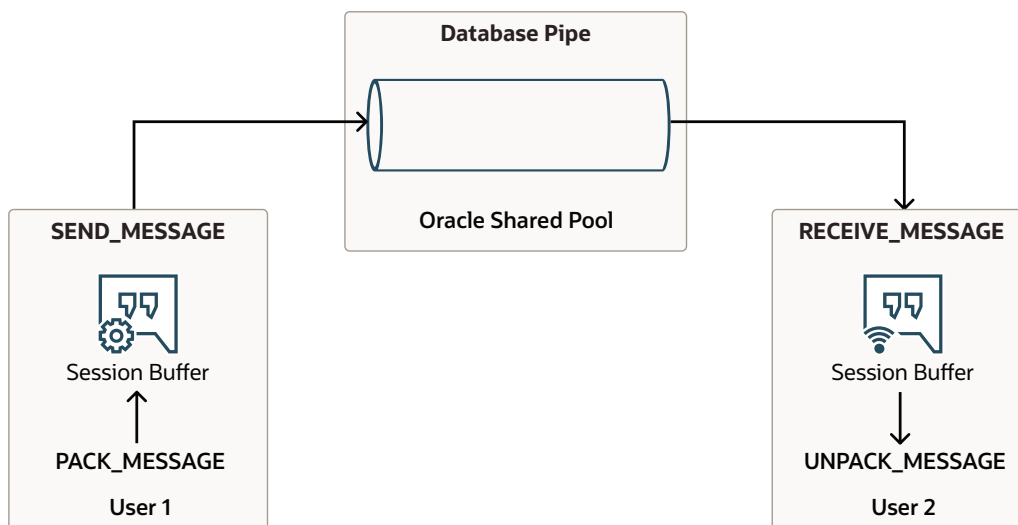 Database Pipe
Oracle Shared Pool
SEND_MESSAGE
Session Buffer
PACK_MESSAGE
User 1
RECEIVE_MESSAGE
Session Buffer
UNPACK_MESSAGE
User 2